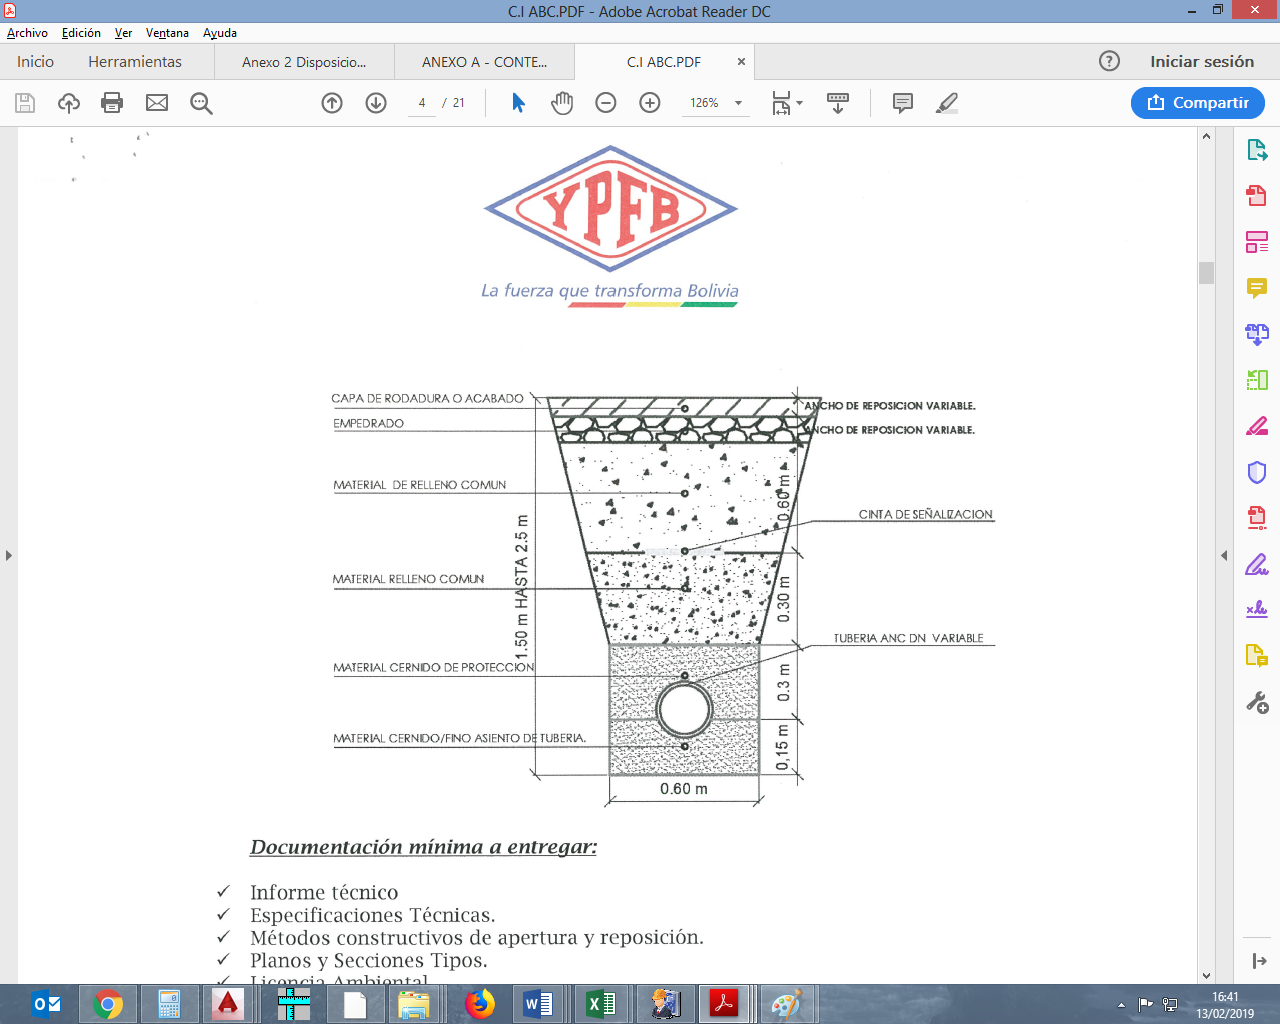 C.I ABC.PDF - Adobe Acrobat Reader DC
Archivo Edición Ver Ventana Ayuda
Inicio Herramientas Anexo 2 Disposicio... ANEXO A - CONTE... C.I ABC.PDF × ? Iniciar sesión
4 / 21 126% Compartir
YPFB
La fuerza que transforma Bolivia
CAPA DE RODADURA O ACABADO
ANCHO DE REPOSICION VARIABLE.
EMPEDRADO
ANCHO DE REPOSICION VARIABLE.
MATERIAL DE RELLENO COMUN
0.60 m
CINTA DE SEÑALIZACION
1.50 m HASTA 2.5 m
MATERIAL RELLENO COMUN
0.30 m
TUBERIA ANC DN VARIABLE
MATERIAL CERNIDO DE PROTECCION
0.3 m
MATERIAL CERNIDO/FINO ASIENTO DE TUBERIA.
0,15 m
0.60 m
Documentación mínima a entregar:
✓ Informe técnico
✓ Especificaciones Técnicas.
✓ Métodos constructivos de apertura y reposición.
✓ Planos y Secciones Tipos.
✓ Licencia Ambiental
16:41
13/02/2019